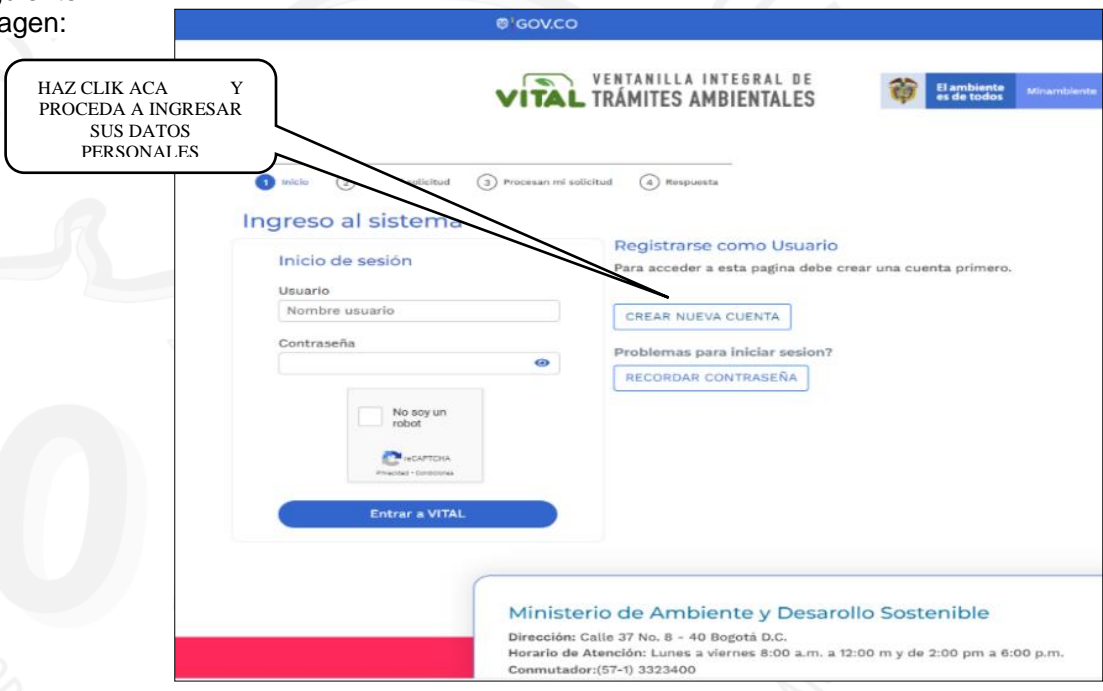 agen:
GOV.CO
HAZ CLIK ACA Y
PROCEDA A INGRESAR
SUS DATOS
PERSONALES
VITAL
VENTANILLA INTEGRAL DE
TRÁMITES AMBIENTALES
El ambiente
es de todos
Minambiente
1 Inicio
solicitud
3 Procesan mi solicitud
4 Respuesta
Ingreso al sistema
Inicio de sesión
Usuario
Nombre usuario
Contraseña
No soy un
robot
reCAPTCHA
Privacidad - Condiciones
Entrar a VITAL
Registrarse como Usuario
Para acceder a esta pagina debe crear una cuenta primero.
CREAR NUEVA CUENTA
Problemas para iniciar sesion?
RECORDAR CONTRASEÑA
Ministerio de Ambiente y Desarollo Sostenible
Dirección: Calle 37 No. 8 - 40 Bogotá D.C.
Horario de Atención: Lunes a viernes 8:00 a.m. a 12:00 m y de 2:00 pm a 6:00 p.m.
Conmutador:(57-1) 3323400